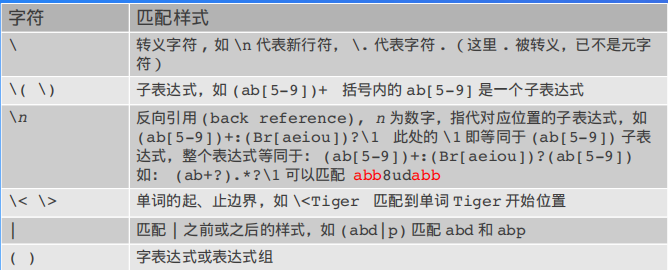 字符 匹配样式
\ 转义字符，如 \n 代表新行符， \. 代表字符 . （这里 . 被转义，已不是元字
符）
\( \) 子表达式，如 (ab[5-9])+ 括号内的 ab[5-9] 是一个子表达式
\n 反向引用 (back reference), n 为数字，指代对应位置的子表达式，如
(ab[5-9])+:(Br[aeiou])?\1 此处的 \1 即等同于 (ab[5-9]) 子表
达式，整个表达式等同于: (ab[5-9])+:(Br[aeiou])?(ab[5-9])
如: (ab+?).*?\1 可以匹配 abb8udabb
\< \> 单词的起、止边界，如 \<Tiger 匹配到单词 Tiger 开始位置
| 匹配 | 之前或之后的样式，如 (abd|p) 匹配 abd 和 abp
( ) 字表达式或表达式组